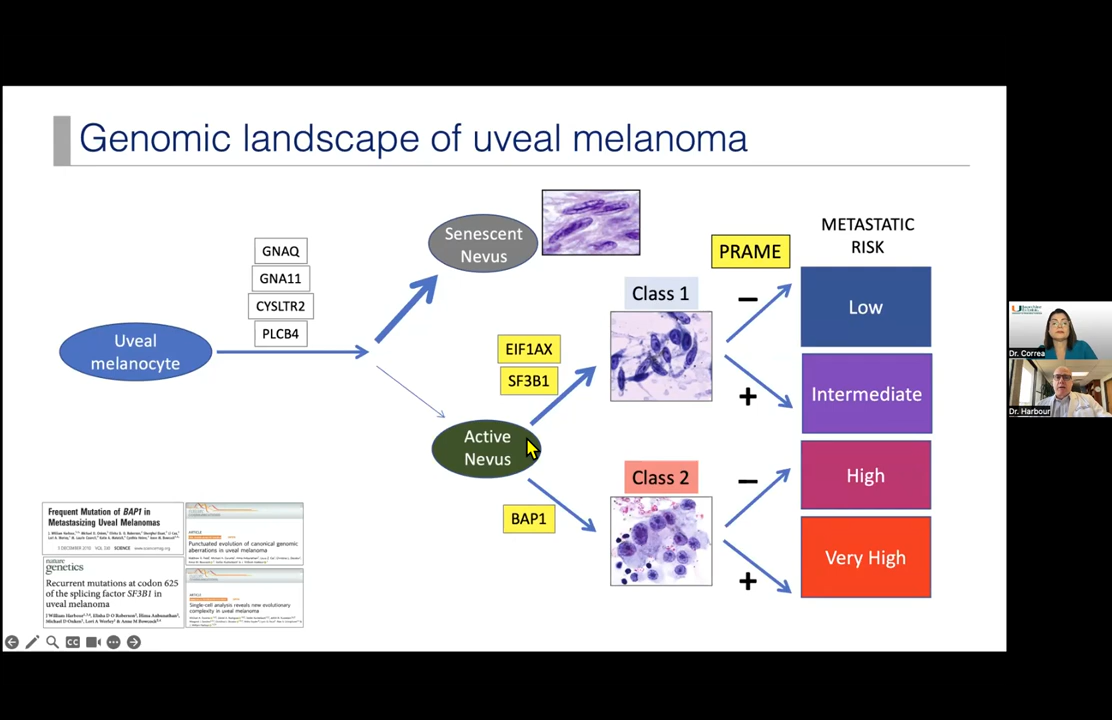 Genomic landscape of uveal melanoma
METASTATIC
RISK
Senescent
Nevus
PRAME
GNAQ
GNA11
CYSLTR2
PLCB4
Class 1
–
Low
Uveal
melanocyte
EIF1AX
SF3B1
+
Intermediate
Active
Nevus
Class 2
–
High
BAP1
+
Very High
Frequent Mutation of BAP1 in
Metastasizing Uveal Melanomas
ARTICLE
Punctuated evolution of canonical genomic
aberrations in uveal melanoma
nature
genetics
Recurrent mutations at codon 625
of the splicing factor SF3B1 in
uveal melanoma
ARTICLE
Single-cell analysis reveals new evolutionary
complexity in uveal melanoma
CC
Dr. Correa
Dr. Harbour